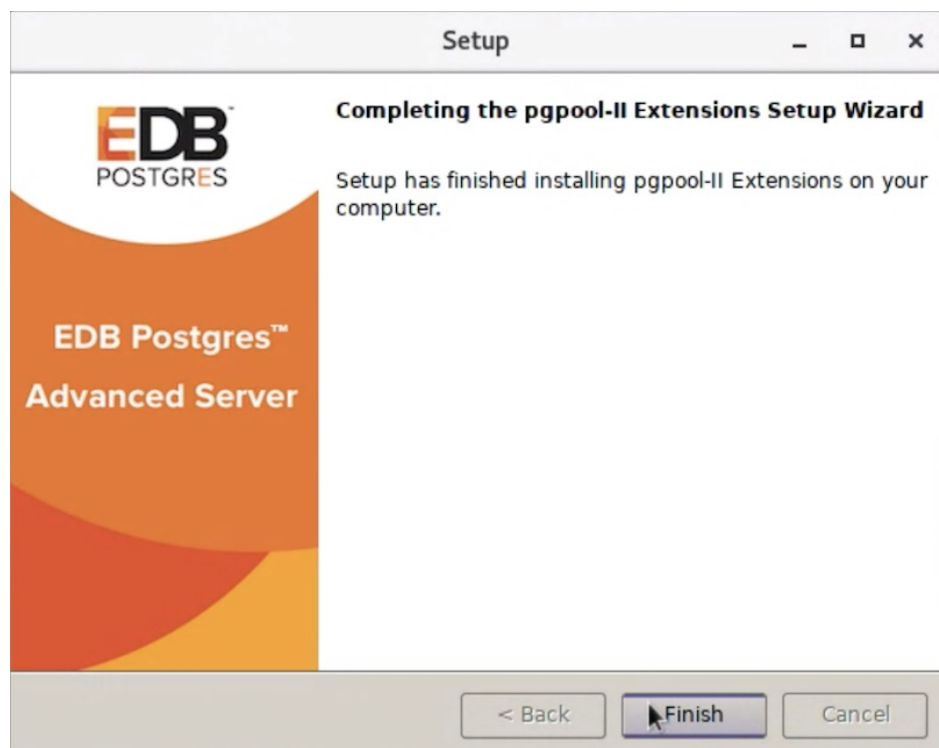 Setup
EDB
POSTGRES
EDB Postgres™
Advanced Server
Completing the pgpool-II Extensions Setup Wizard
Setup has finished installing pgpool-II Extensions on your
computer.
< Back
Finish
Cancel